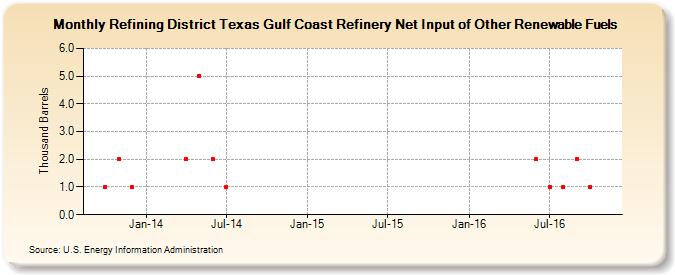 Monthly Refining District Texas Gulf Coast Refinery Net Input of Other Renewable Fuels
Thousand Barrels
6.0
5.0
4.0
3.0
2.0
1.0
0.0
Jan-14 Jul-14 Jan-15 Jul-15 Jan-16 Jul-16
Source: U.S. Energy Information Administration